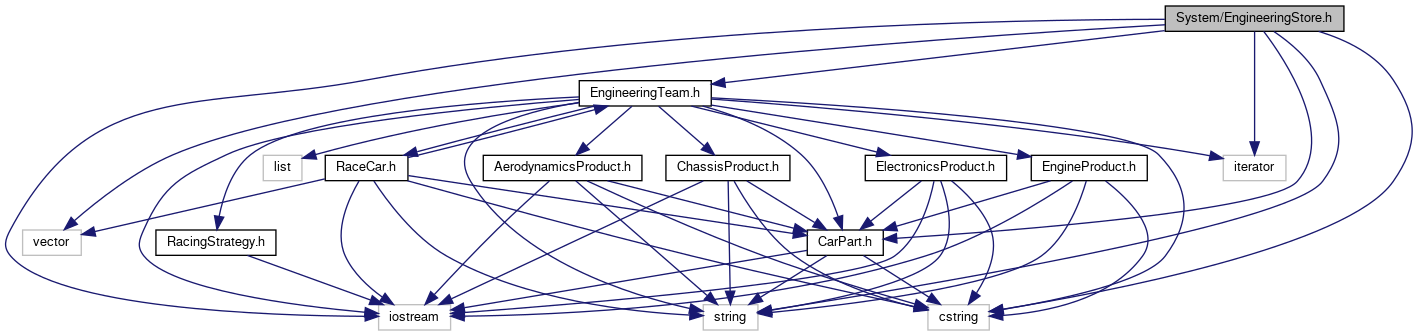 System/EngineeringStore.h
EngineeringTeam.h
list
RaceCar.h
AerodynamicsProduct.h
ChassisProduct.h
ElectronicsProduct.h
EngineProduct.h
iterator
vector
RacingStrategy.h
CarPart.h
iostream
string
cstring